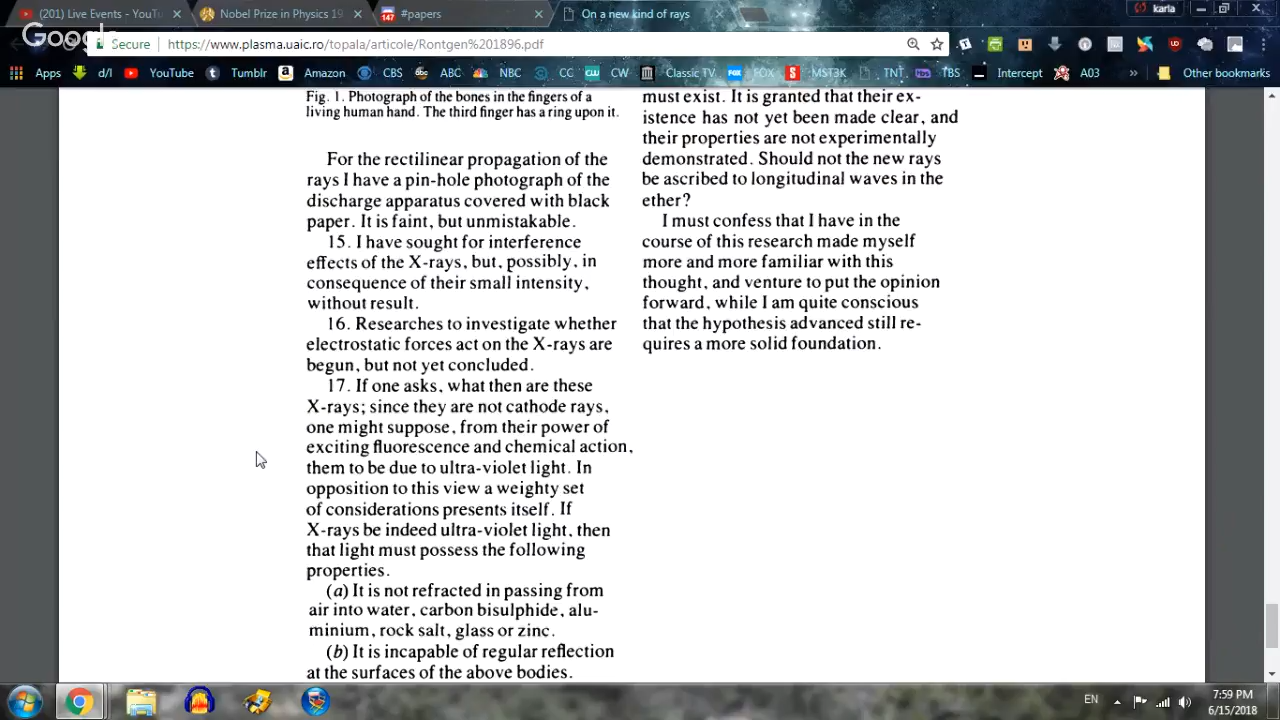 (201) Live Events - YouTu
Nobel Prize in Physics 19
147
#papers
On a new kind of rays
karla
Google
Secure
https://www.plasma.uaic.ro/topala/articole/Rontgen%201896.pdf
Apps
d/l
YouTube
Tumblr
Amazon
CBS
ABC
NBC
CC
CW
Classic TV
FOX
MST3K
TNT
TBS
Intercept
A03
»
Other bookmarks
Fig. 1. Photograph of the bones in the fingers of a
living human hand. The third finger has a ring upon it.
For the rectilinear propagation of the
rays I have a pin-hole photograph of the
discharge apparatus covered with black
paper. It is faint, but unmistakable.
15. I have sought for interference
effects of the X-rays, but, possibly, in
consequence of their small intensity,
without result.
16. Researches to investigate whether
electrostatic forces act on the X-rays are
begun, but not yet concluded.
17. If one asks, what then are these
X-rays; since they are not cathode rays,
one might suppose, from their power of
exciting fluorescence and chemical action,
them to be due to ultra-violet light. In
opposition to this view a weighty set
of considerations presents itself. If
X-rays be indeed ultra-violet light, then
that light must possess the following
properties.
(a) It is not refracted in passing from
air into water, carbon bisulphide, alu-
minium, rock salt, glass or zinc.
(b) It is incapable of regular reflection
at the surfaces of the above bodies.
must exist. It is granted that their ex-
istence has not yet been made clear, and
their properties are not experimentally
demonstrated. Should not the new rays
be ascribed to longitudinal waves in the
ether?
I must confess that I have in the
course of this research made myself
more and more familiar with this
thought, and venture to put the opinion
forward, while I am quite conscious
that the hypothesis advanced still re-
quires a more solid foundation.
EN
7:59 PM
6/15/2018